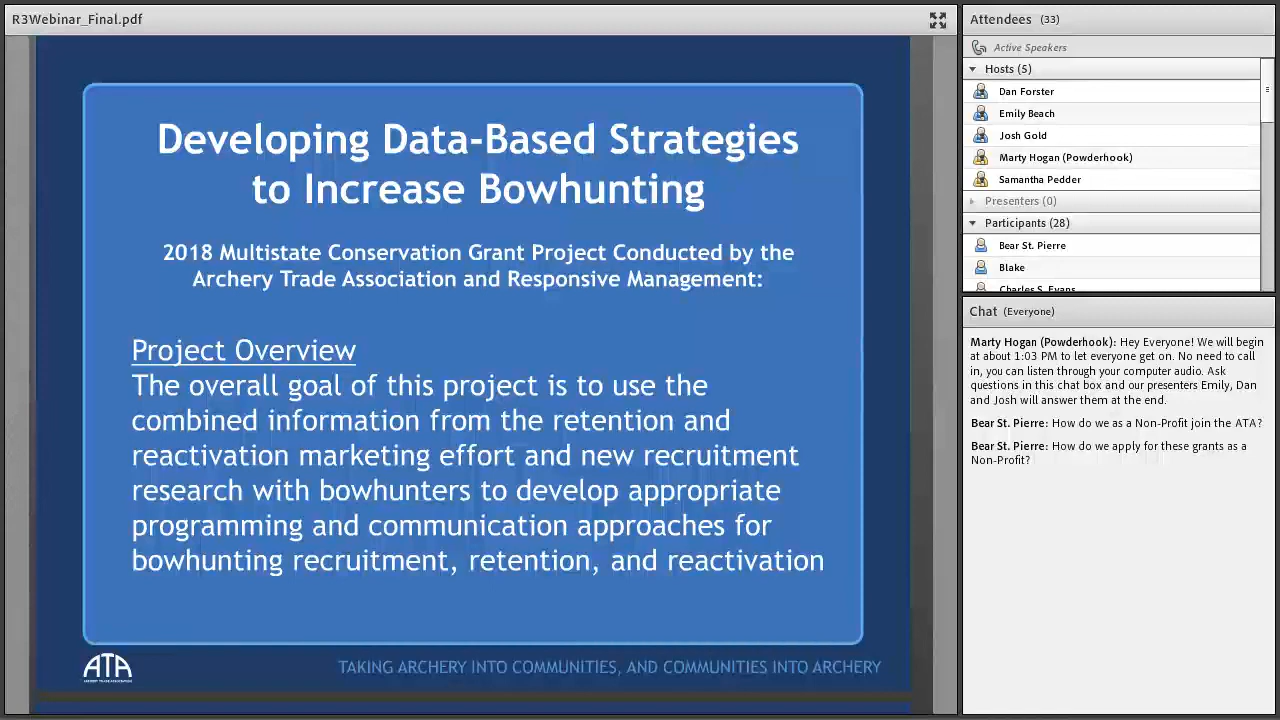 R3Webinar_Final.pdf
Developing Data-Based Strategies
to Increase Bowhunting
2018 Multistate Conservation Grant Project Conducted by the
Archery Trade Association and Responsive Management:
Project Overview
The overall goal of this project is to use the
combined information from the retention and
reactivation marketing effort and new recruitment
research with bowhunters to develop appropriate
programming and communication approaches for
bowhunting recruitment, retention, and reactivation
ATA
TAKING ARCHERY INTO COMMUNITIES, AND COMMUNITIES INTO ARCHERY
Attendees (33)
Active Speakers
Hosts (5)
Dan Forster
Emily Beach
Josh Gold
Marty Hogan (Powderhook)
Samantha Pedder
Presenters (0)
Participants (28)
Bear St. Pierre
Blake
Charles S. Evans
Chat (Everyone)
Marty Hogan (Powderhook): Hey Everyone! We will begin
at about 1:03 PM to let everyone get on. No need to call
in, you can listen through your computer audio. Ask
questions in this chat box and our presenters Emily, Dan
and Josh will answer them at the end.
Bear St. Pierre: How do we as a Non-Profit join the ATA?
Bear St. Pierre: How do we apply for these grants as a
Non-Profit?